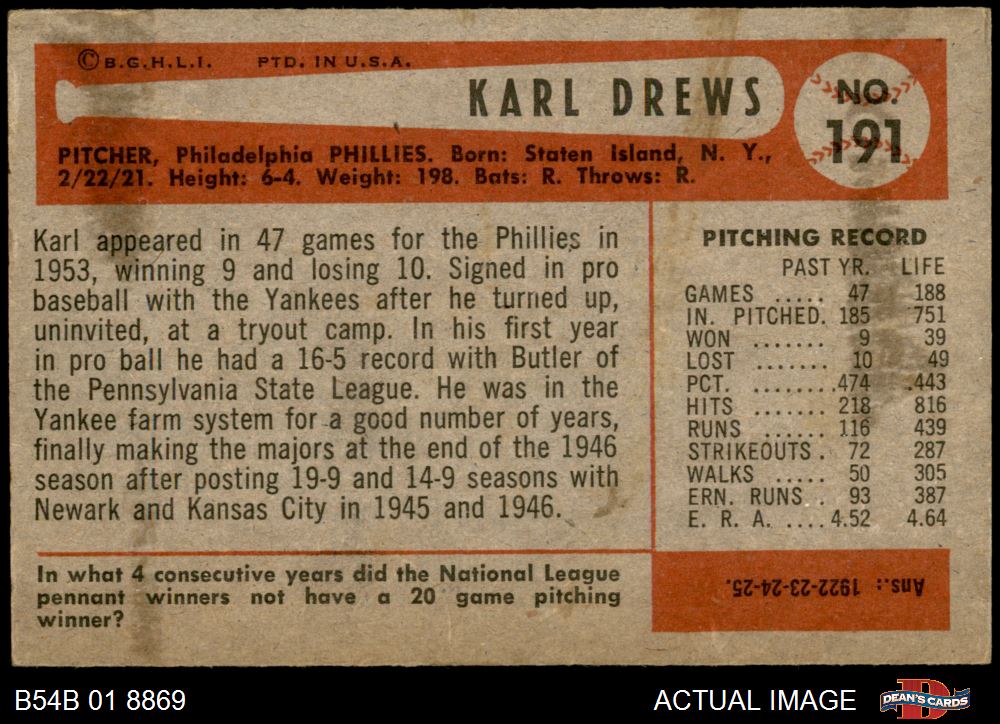 © B.G.H.L.I. PTD. IN U.S.A.
KARL DREWS
NO.
191
PITCHER, Philadelphia PHILLIES. Born: Staten Island, N. Y.,
2/22/21. Height: 6-4. Weight: 198. Bats: R. Throws: R.
Karl appeared in 47 games for the Phillies in
1953, winning 9 and losing 10. Signed in pro
baseball with the Yankees after he turned up,
uninvited, at a tryout camp. In his first year
in pro ball he had a 16-5 record with Butler of
the Pennsylvania State League. He was in the
Yankee farm system for a good number of years,
finally making the majors at the end of the 1946
season after posting 19-9 and 14-9 seasons with
Newark and Kansas City in 1945 and 1946.
PITCHING RECORD
PAST YR. LIFE
GAMES ..... 47 188
IN. PITCHED. 185 751
WON ....... 9 39
LOST ....... 10 49
PCT. ....... .474 .443
HITS ....... 218 816
RUNS ...... 116 439
STRIKEOUTS . 72 287
WALKS ..... 50 305
ERN. RUNS . 93 387
E. R. A. .... 4.52 4.64
In what 4 consecutive years did the National League
pennant winners not have a 20 game pitching
winner?
Ans.: 1922-23-24-25.
B54B 01 8869
ACTUAL IMAGE
DEAN'S CARDS